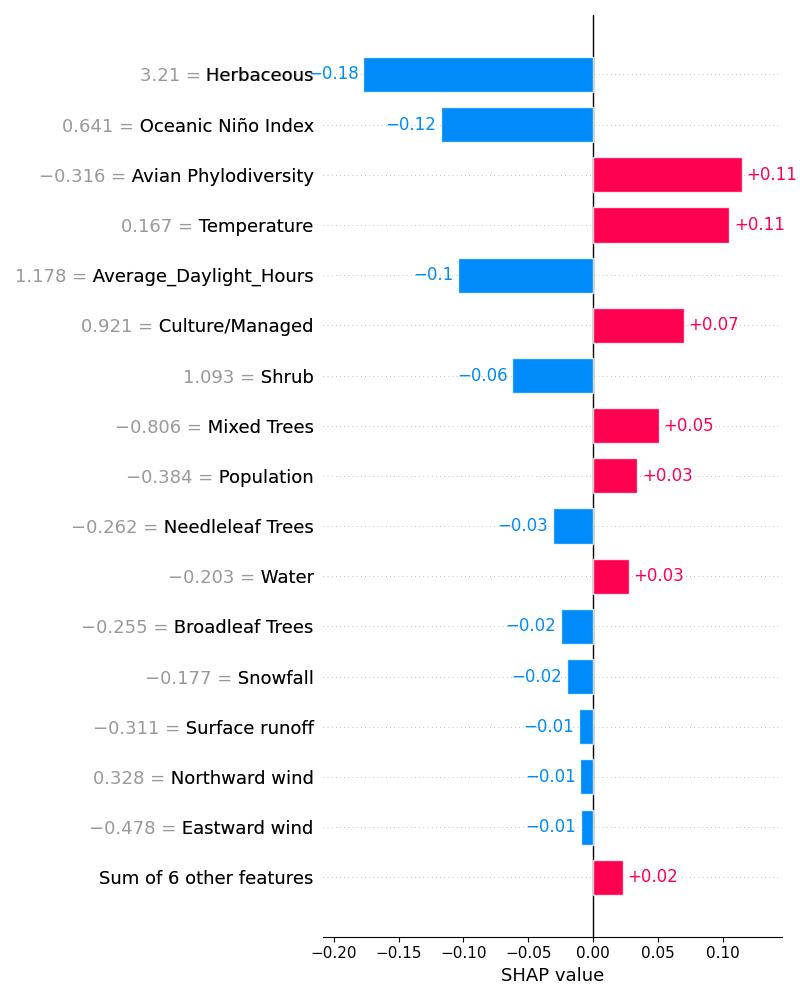 3.21 = Herbaceous −0.18
0.641 = Oceanic Niño Index −0.12
−0.316 = Avian Phylodiversity +0.11
0.167 = Temperature +0.11
1.178 = Average_Daylight_Hours −0.1
0.921 = Culture/Managed +0.07
1.093 = Shrub −0.06
−0.806 = Mixed Trees +0.05
−0.384 = Population +0.03
−0.262 = Needleleaf Trees −0.03
−0.203 = Water +0.03
−0.255 = Broadleaf Trees −0.02
−0.177 = Snowfall −0.02
−0.311 = Surface runoff −0.01
0.328 = Northward wind −0.01
−0.478 = Eastward wind −0.01
Sum of 6 other features +0.02
−0.20 −0.15 −0.10 −0.05 0.00 0.05 0.10
SHAP value